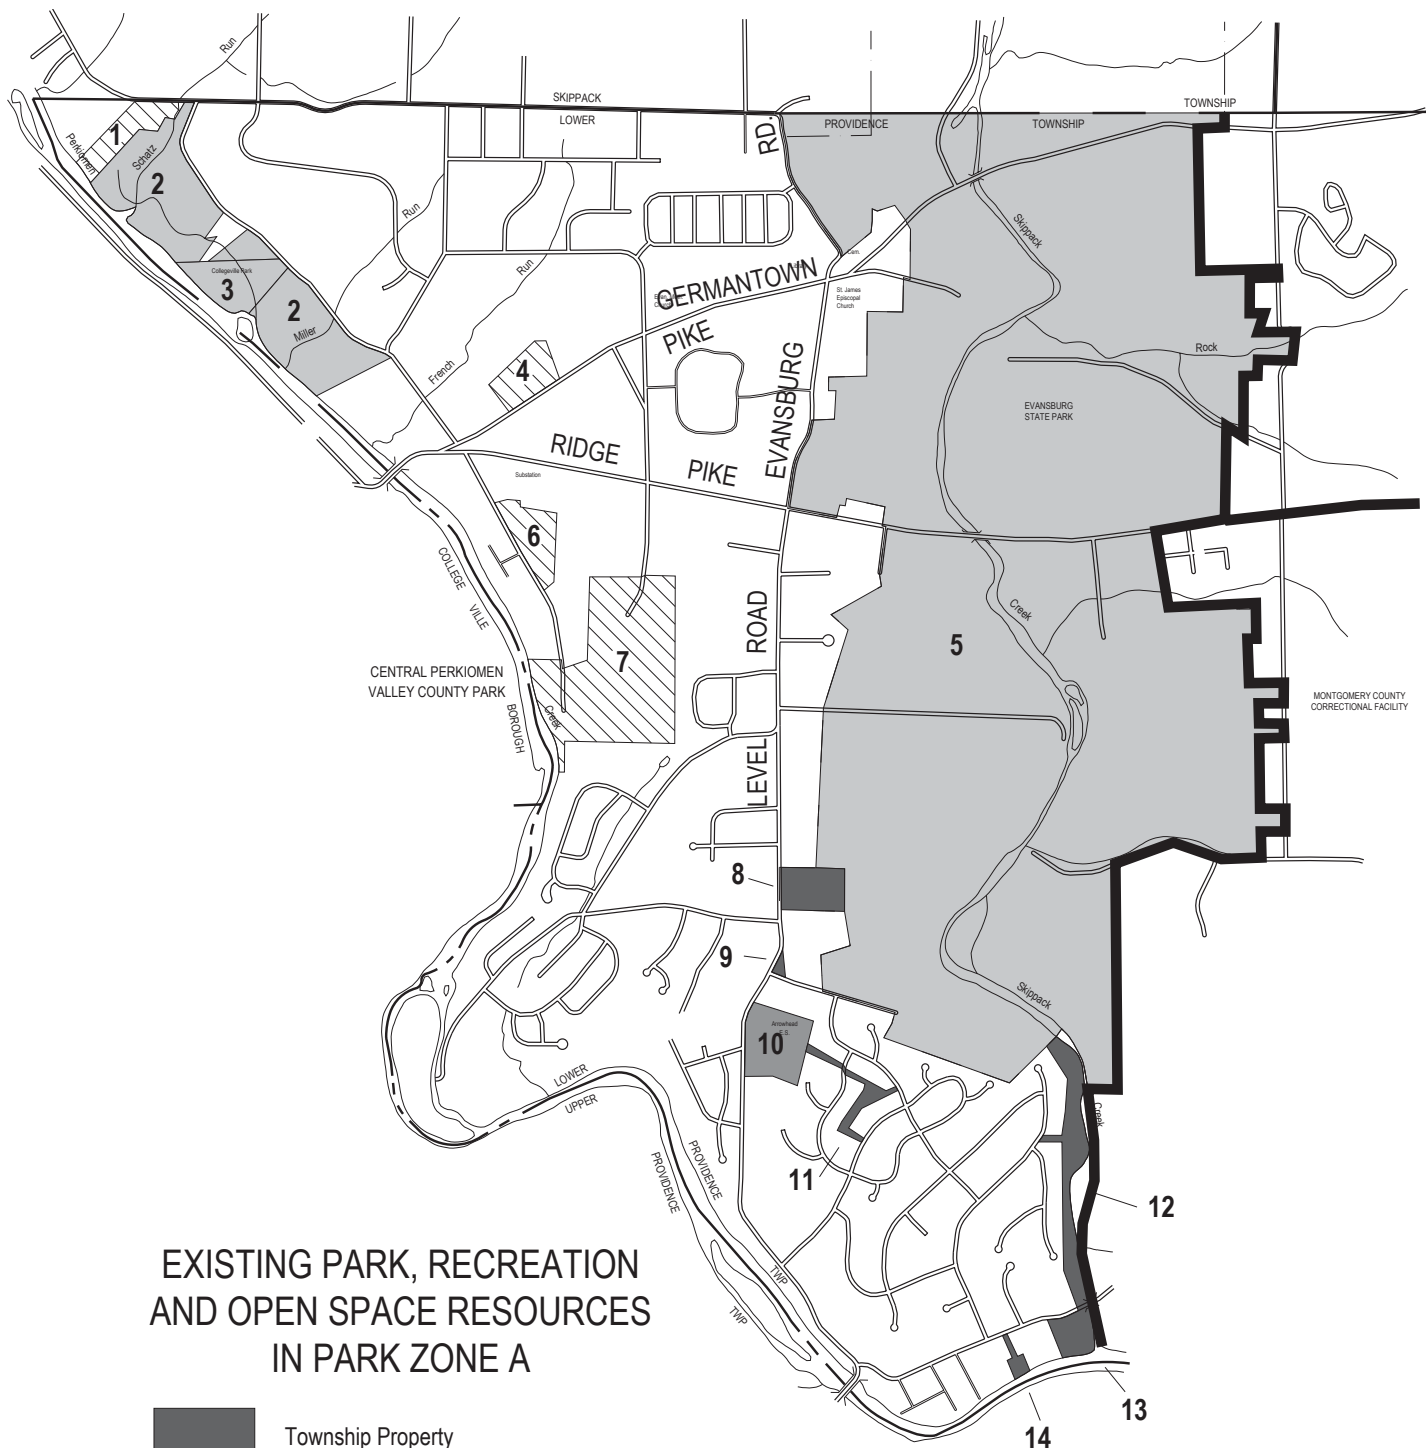 Run
SKIPPACK
TOWNSHIP
LOWER
PROVIDENCE
TOWNSHIP
RD.
1
Perkiomen
Schatz
2
Run
Skippack
Cem.
Collegeville Park
3
2
Miller
Run
GERMANTOWN
PIKE
St. James
Episcopal
Church
EVANSBURG
Rock
French
4
EVANSBURG
STATE PARK
RIDGE
PIKE
Substation
6
COLLEGE
VILLE
BOROUGH
ROAD
Creek
5
7
CENTRAL PERKIOMEN
VALLEY COUNTY PARK
Creek
MONTGOMERY COUNTY
CORRECTIONAL FACILITY
LEVEL
8
9
Skippack
Arrowhead
E.S.
10
LOWER
UPPER
Creek
PROVIDENCE
PROVIDENCE
11
12
TWP
TWP
EXISTING PARK, RECREATION
AND OPEN SPACE RESOURCES
IN PARK ZONE A
13
14
Township Property